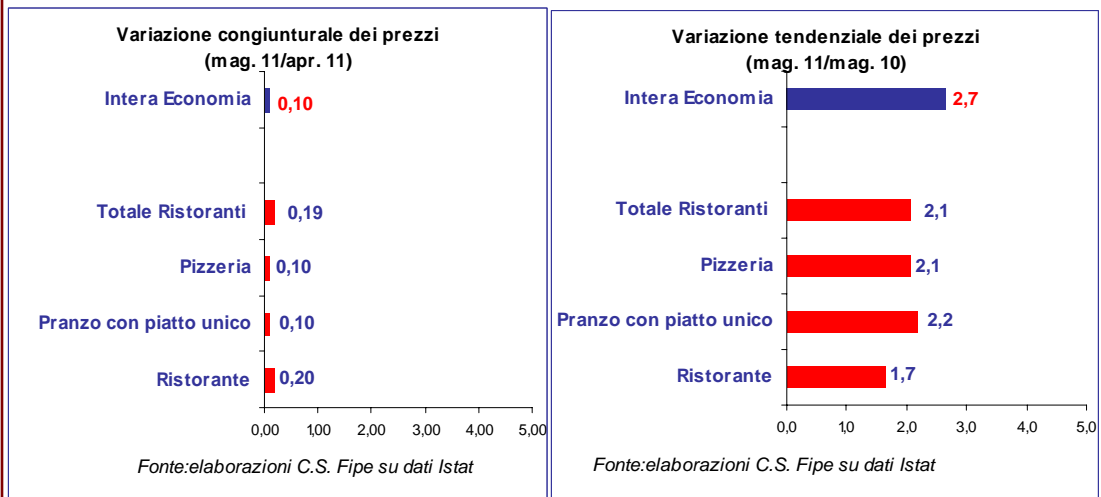 Variazione congiunturale dei prezzi
(mag. 11/apr. 11)
Intera Economia 0,10
Totale Ristoranti 0,19
Pizzeria 0,10
Pranzo con piatto unico 0,10
Ristorante 0,20
0,00 1,00 2,00 3,00 4,00 5,00
Fonte:elaborazioni C.S. Fipe su dati Istat
Variazione tendenziale dei prezzi
(mag. 11/mag. 10)
Intera Economia 2,7
Totale Ristoranti 2,1
Pizzeria 2,1
Pranzo con piatto unico 2,2
Ristorante 1,7
0,0 1,0 2,0 3,0 4,0 5,0
Fonte:elaborazioni C.S. Fipe su dati Istat